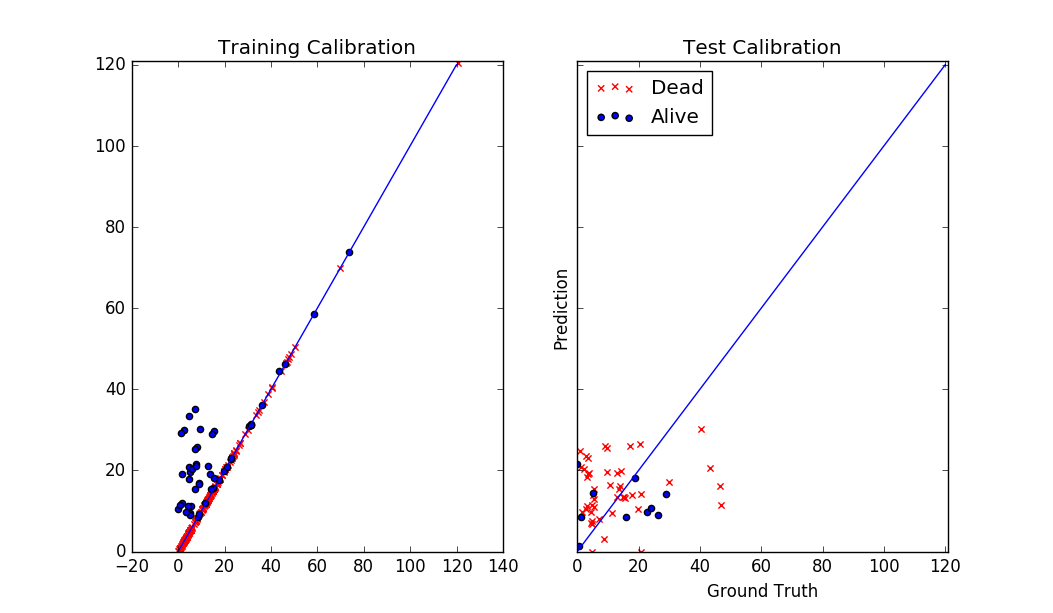 Training Calibration
120
100
80
60
40
20
0
−20 0 20 40 60 80 100 120 140
Test Calibration
Dead
Alive
Prediction
0 20 40 60 80 100 120
Ground Truth